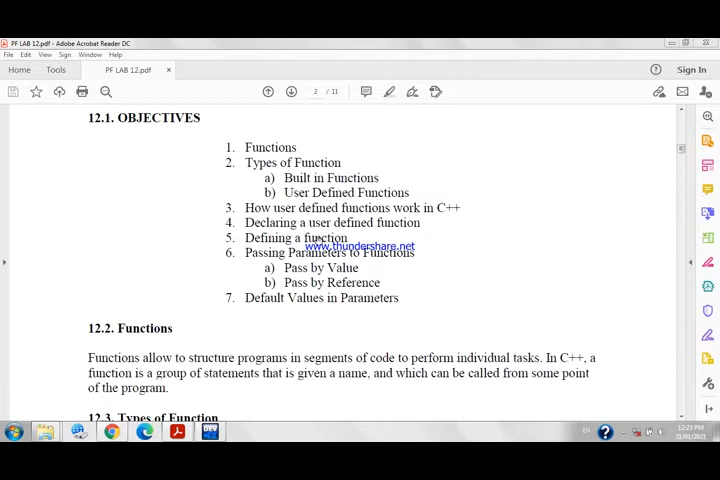 PF LAB 12.pdf - Adobe Acrobat Reader DC
File Edit View Sign Window Help
Home Tools PF LAB 12.pdf × Sign In
2 / 11
12.1. OBJECTIVES
1. Functions
2. Types of Function
a) Built in Functions
b) User Defined Functions
3. How user defined functions work in C++
4. Declaring a user defined function
5. Defining a function
www.thundershare.net
6. Passing Parameters to Functions
a) Pass by Value
b) Pass by Reference
7. Default Values in Parameters
12.2. Functions
Functions allow to structure programs in segments of code to perform individual tasks. In C++, a
function is a group of statements that is given a name, and which can be called from some point
of the program.
12.3. Types of Function
DEV
EN
12:23 PM